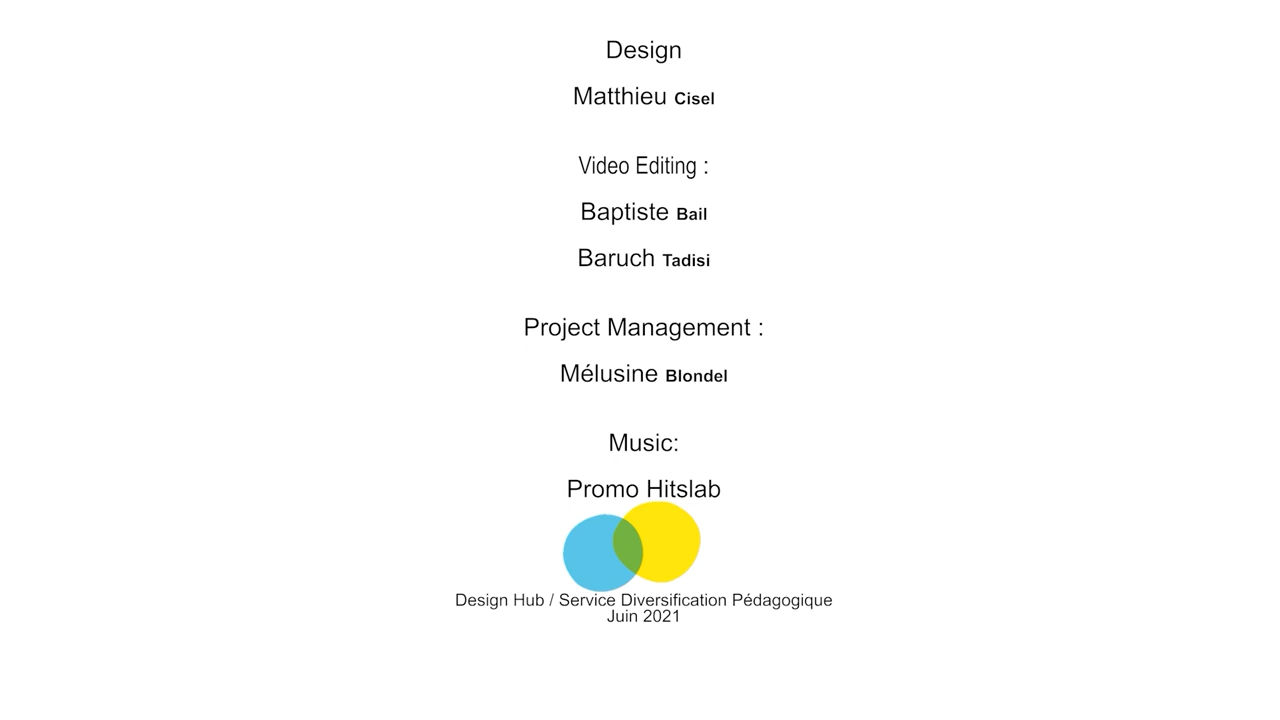 Design
Matthieu Cisel
Video Editing :
Baptiste Bail
Baruch Tadisi
Project Management :
Mélusine Blondel
Music:
Promo Hitslab
Design Hub / Service Diversification Pédagogique
Juin 2021